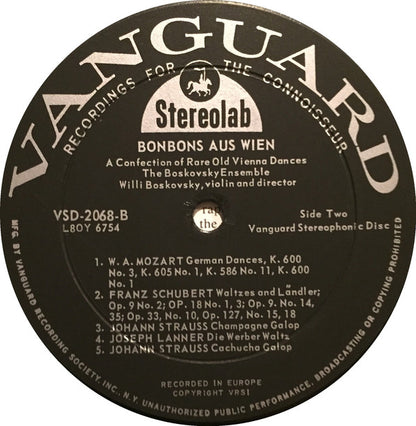 VANGUARD
RECORDINGS FOR THE CONNOISSEUR
Stereolab
BONBONS AUS WIEN
A Confection of Rare Old Vienna Dances
The Boskovsky Ensemble
Willi Boskovsky, violin and director
VSD-2068-B
L8OY 6754
rap
the
Side Two
Vanguard Stereophonic Disc
1. W. A. MOZART German Dances, K. 600
No. 3, K. 605 No. 1, K. 586 No. 11, K. 600
No. 1
2. FRANZ SCHUBERT Waltzes and Ländler;
Op. 9 No. 2; OP. 18 No. 1, 3; Op. 9 No. 14,
35; Op. 33, No. 10, Op. 127, No. 15, 18
3. JOHANN STRAUSS Champagne Galop
4. JOSEPH LANNER Die Werber Waltz
5. JOHANN STRAUSS Cachucha Galop
RECORDED IN EUROPE
COPYRIGHT VRSI
MFG. BY VANGUARD RECORDING SOCIETY, INC. N. Y. UNAUTHORIZED PUBLIC PERFORMANCE, BROADCASTING OR COPYING PROHIBITED